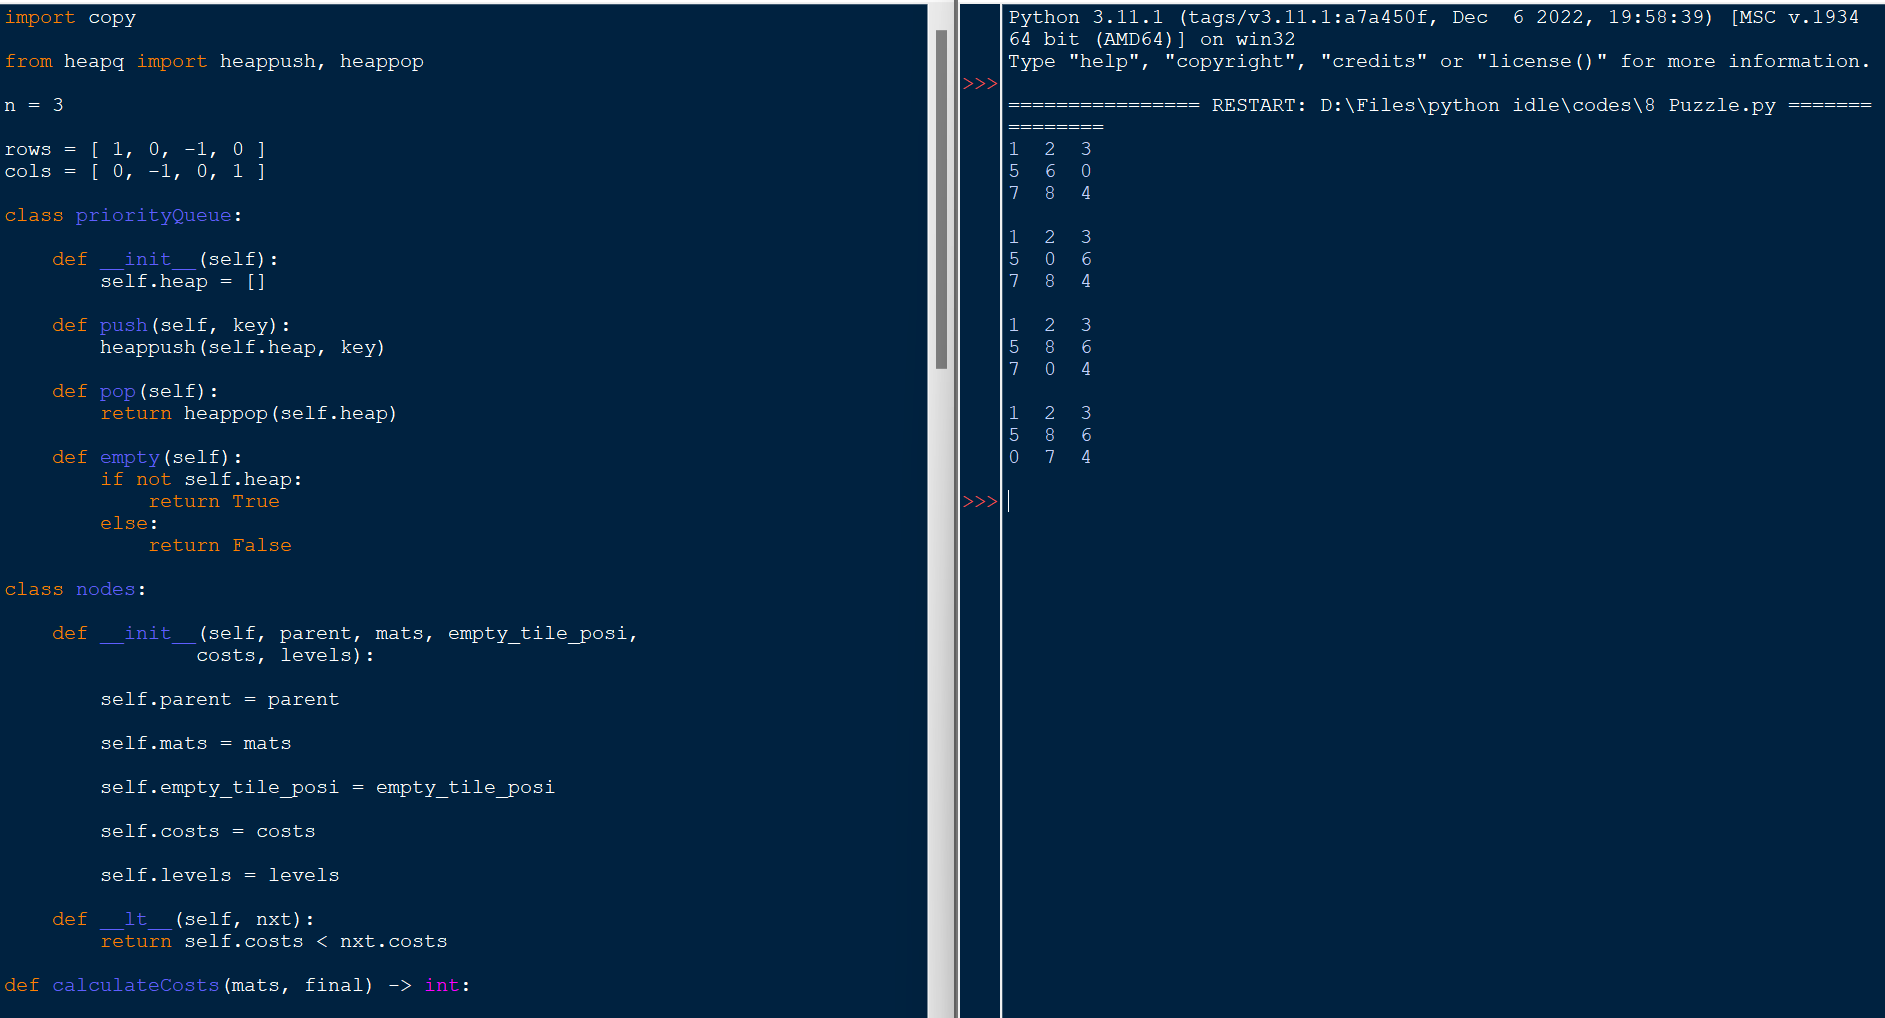 import copy
from heapq import heappush, heappop
n = 3
rows = [ 1, 0, -1, 0 ]
cols = [ 0, -1, 0, 1 ]
class priorityQueue:
    def __init__(self):
        self.heap = []
    def push(self, key):
        heappush(self.heap, key)
    def pop(self):
        return heappop(self.heap)
    def empty(self):
        if not self.heap:
            return True
        else:
            return False
class nodes:
    def __init__(self, parent, mats, empty_tile_posi,
                costs, levels):
        self.parent = parent
        self.mats = mats
        self.empty_tile_posi = empty_tile_posi
        self.costs = costs
        self.levels = levels
    def __lt__(self, nxt):
        return self.costs < nxt.costs
def calculateCosts(mats, final) -> int:
Python 3.11.1 (tags/v3.11.1:a7a450f, Dec  6 2022, 19:58:39) [MSC v.1934
64 bit (AMD64)] on win32
Type "help", "copyright", "credits" or "license()" for more information.
>>>
================ RESTART: D:\Files\python idle\codes\8 Puzzle.py =======
========
1  2  3
5  6  0
7  8  4
1  2  3
5  0  6
7  8  4
1  2  3
5  8  6
7  0  4
1  2  3
5  8  6
0  7  4
>>>